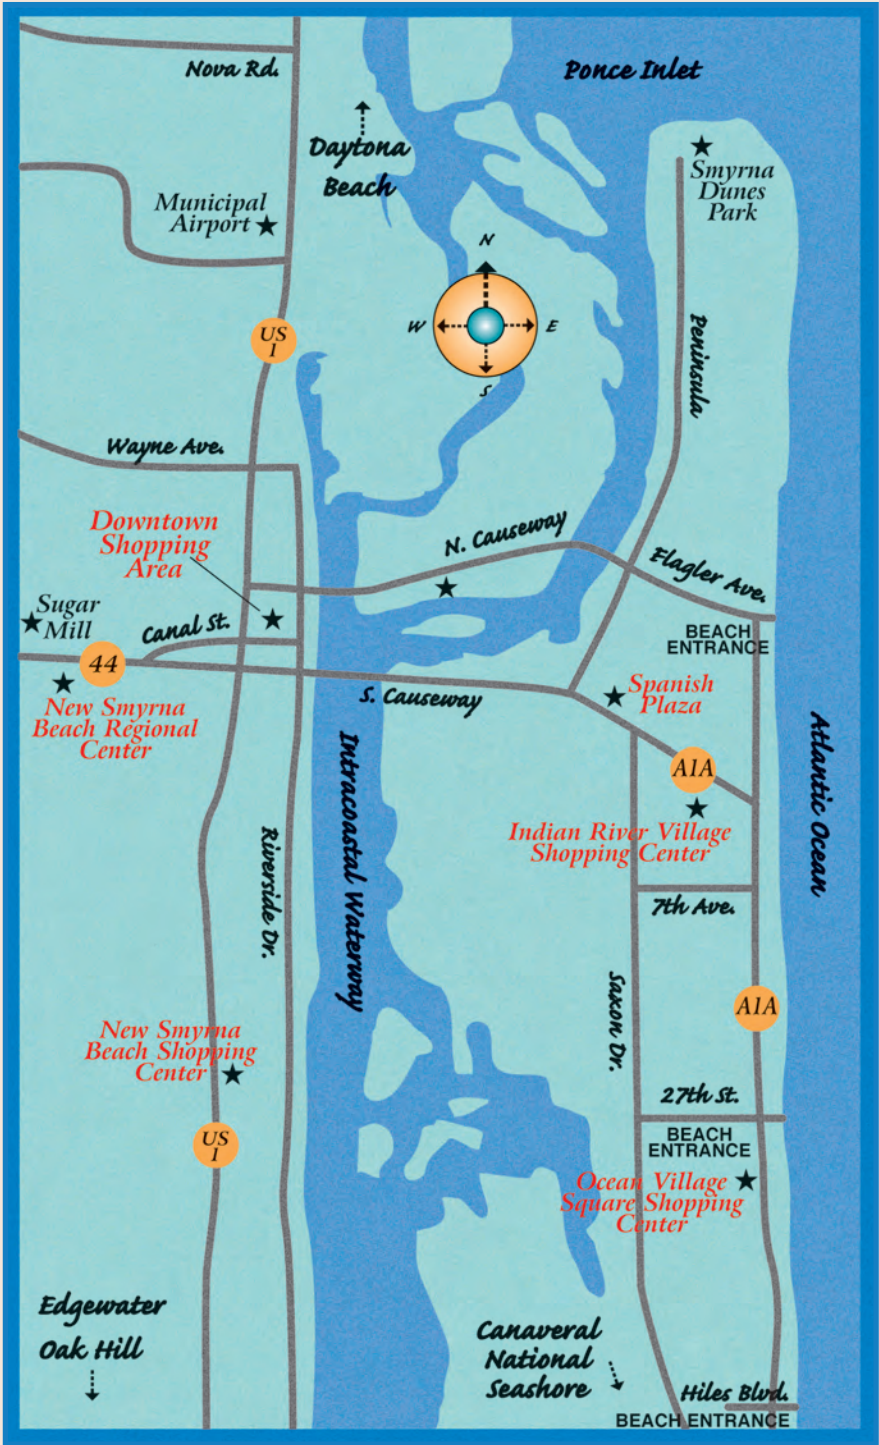 Nova Rd.
Ponce Inlet
Daytona
Beach
Smyrna
Dunes
Park
Municipal
Airport
N
W
E
S
US
1
Peninsula
Wayne Ave.
Downtown
Shopping
Area
N. Causeway
Flagler Ave.
Sugar
Mill
Canal St.
BEACH
ENTRANCE
44
S. Causeway
Spanish
Plaza
New Smyrna
Beach Regional
Center
A1A
Atlantic Ocean
Intracoastal Waterway
Riverside Dr.
Indian River Village
Shopping Center
7th Ave.
Saxon Dr.
A1A
New Smyrna
Beach Shopping
Center
27th St.
US
1
BEACH
ENTRANCE
Ocean Village
Square Shopping
Center
Edgewater
Oak Hill
Canaveral
National
Seashore
Hiles Blvd.
BEACH ENTRANCE